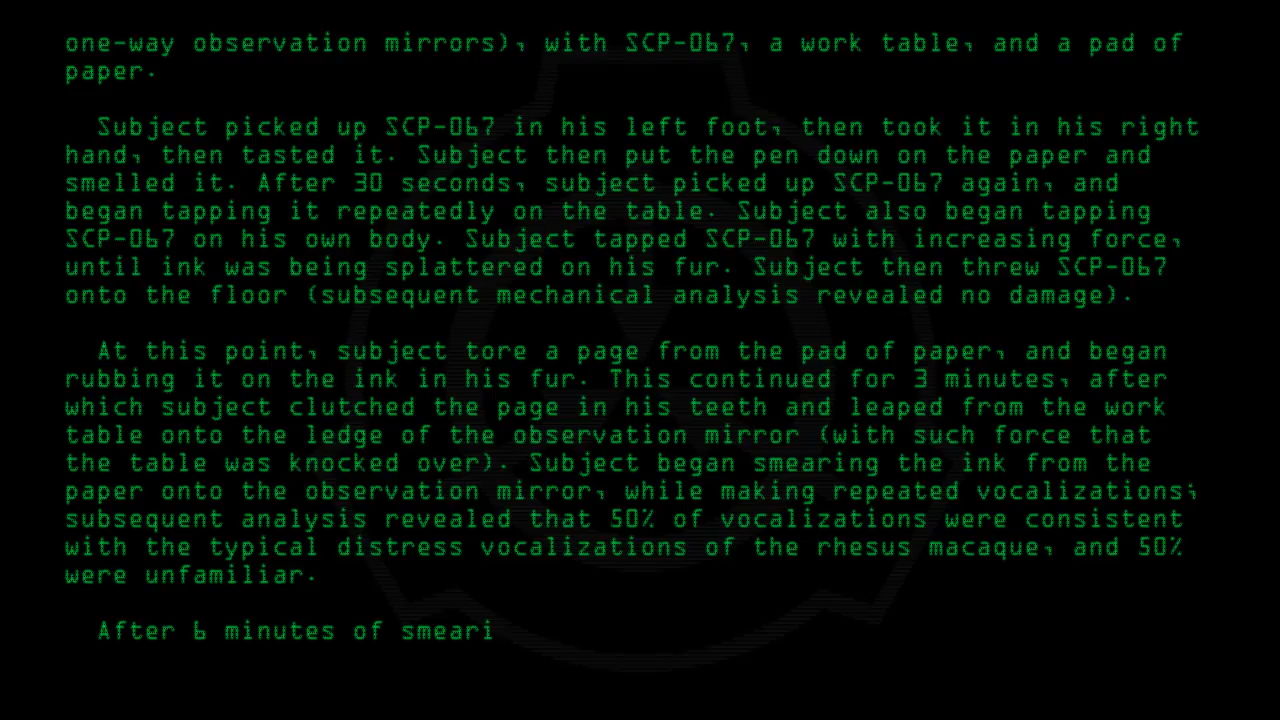 one-way observation mirrors), with SCP-067, a work table, and a pad of
paper.
Subject picked up SCP-067 in his left foot, then took it in his right
hand, then tasted it. Subject then put the pen down on the paper and
smelled it. After 30 seconds, subject picked up SCP-067 again, and
began tapping it repeatedly on the table. Subject also began tapping
SCP-067 on his own body. Subject tapped SCP-067 with increasing force,
until ink was being splattered on his fur. Subject then threw SCP-067
onto the floor (subsequent mechanical analysis revealed no damage).
At this point, subject tore a page from the pad of paper, and began
rubbing it on the ink in his fur. This continued for 3 minutes, after
which subject clutched the page in his teeth and leaped from the work
table onto the ledge of the observation mirror (with such force that
the table was knocked over). Subject began smearing the ink from the
paper onto the observation mirror, while making repeated vocalizations;
subsequent analysis revealed that 50% of vocalizations were consistent
with the typical distress vocalizations of the rhesus macaque, and 50%
were unfamiliar.
After 6 minutes of smeari